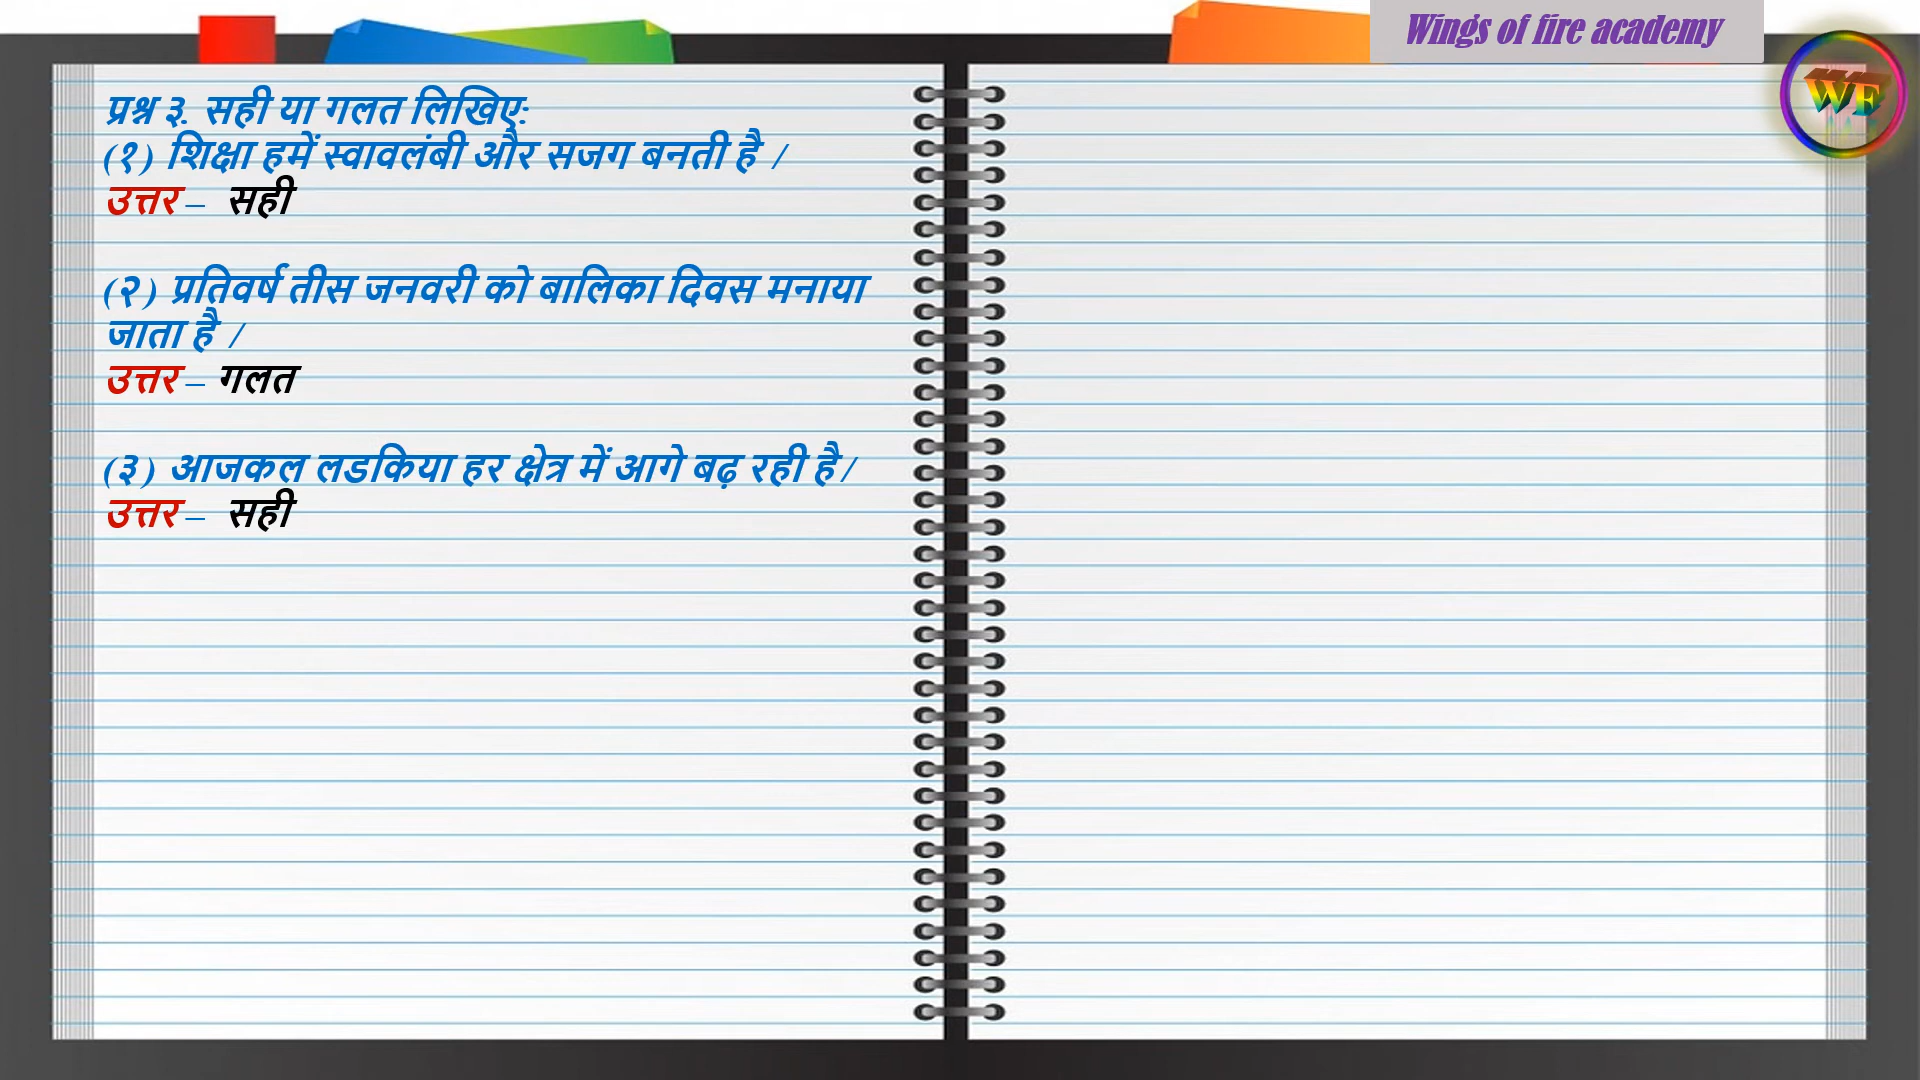 Wings of fire academy
WF
प्रश्न ३. सही या गलत लिखिए:
(१) शिक्षा हमें स्वावलंबी और सजग बनती है /
उत्तर – सही
(२) प्रतिवर्ष तीस जनवरी को बालिका दिवस मनाया
जाता है /
उत्तर – गलत
(३) आजकल लडकिया हर क्षेत्र में आगे बढ़ रही है/
उत्तर – सही